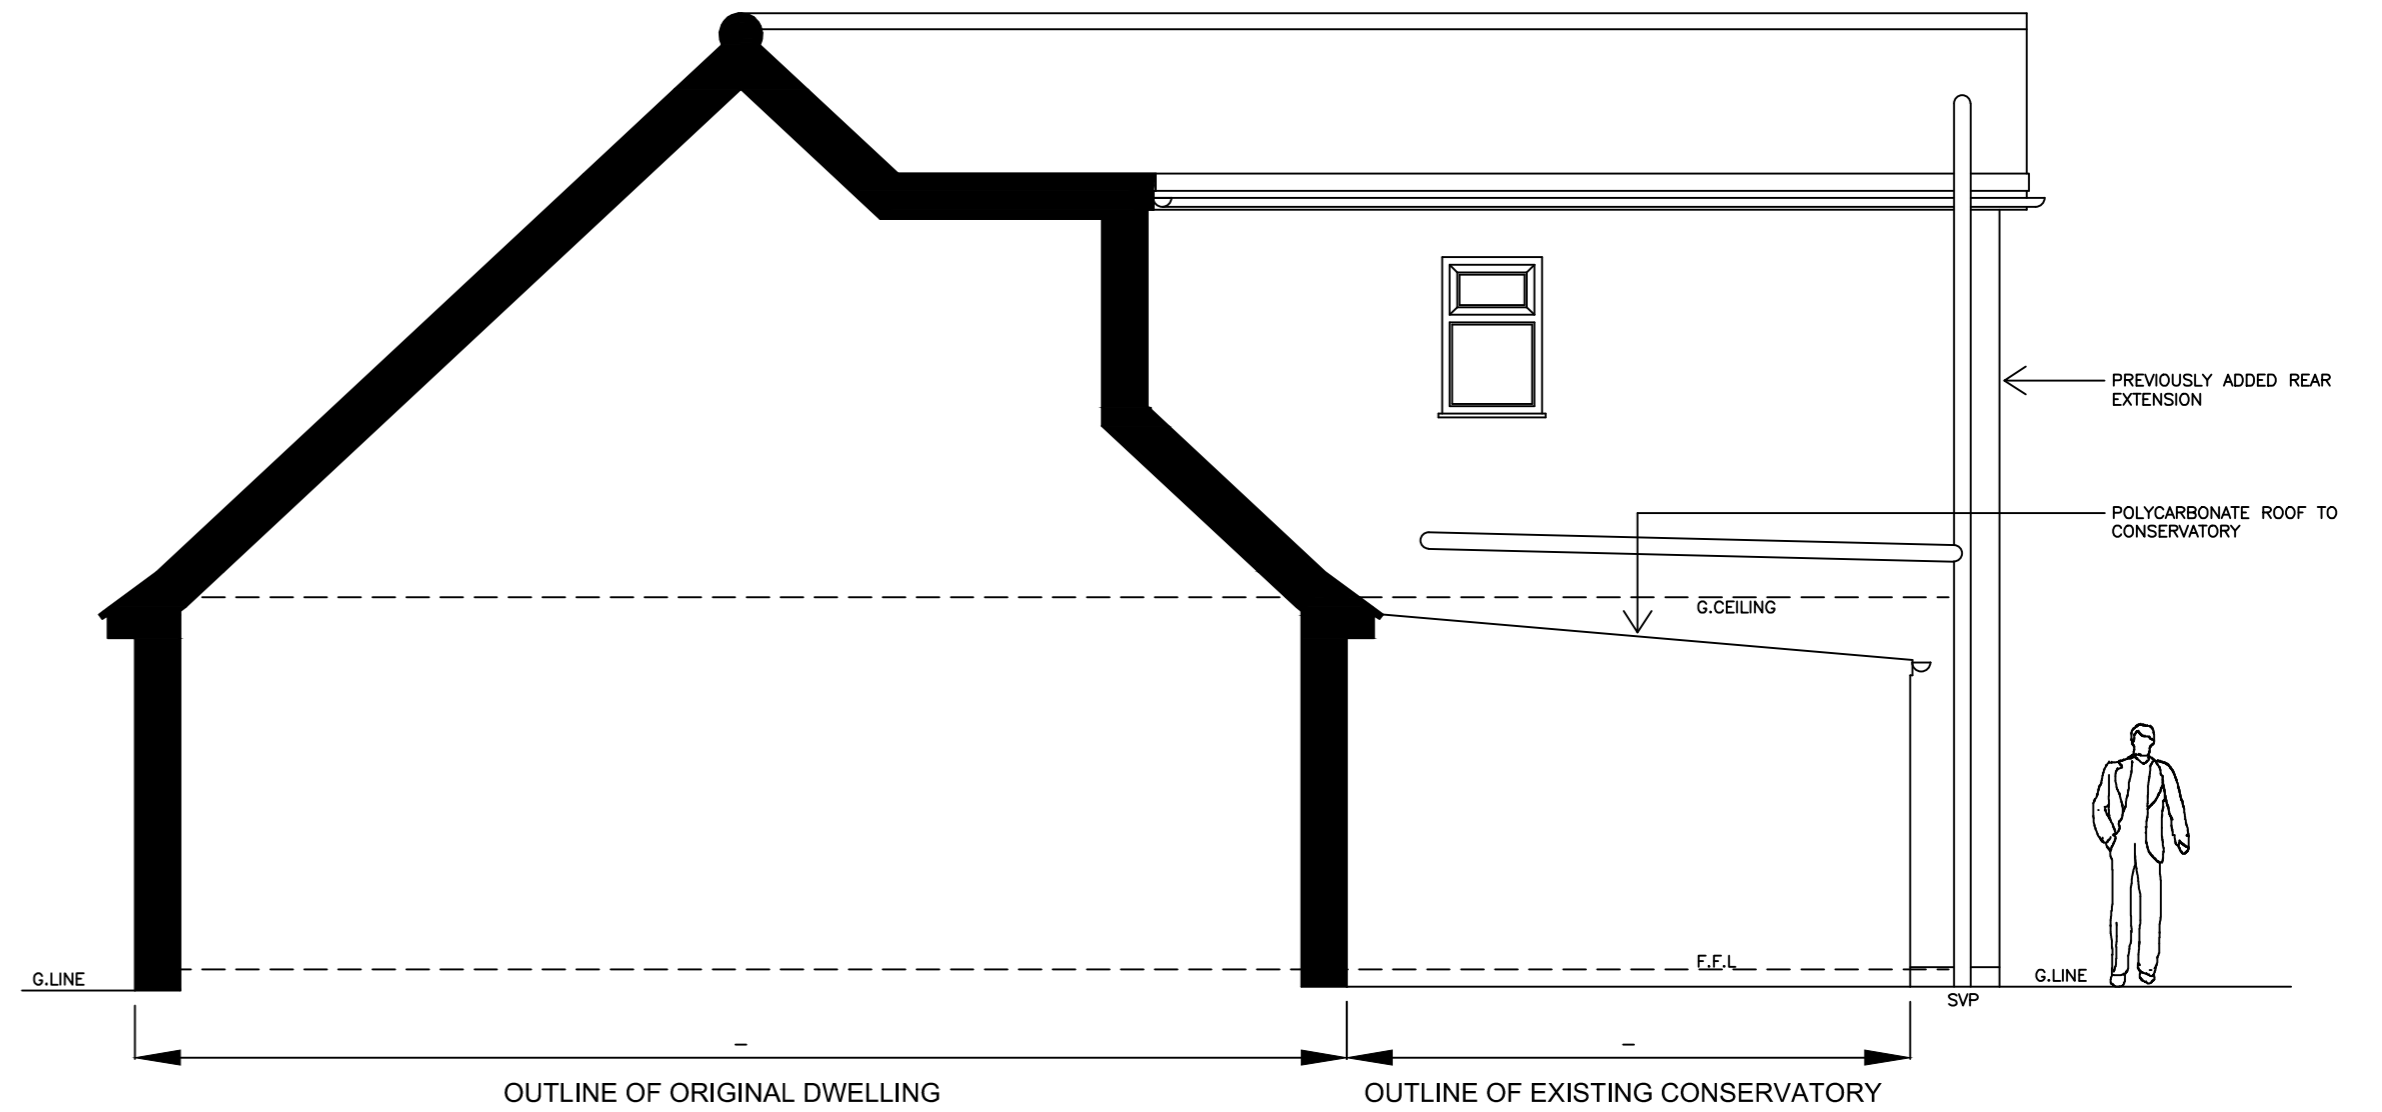 PREVIOUSLY ADDED REAR
EXTENSION
POLYCARBONATE ROOF TO
CONSERVATORY
G.CEILING
F.F.L
G.LINE
G.LINE
SVP
–
–
OUTLINE OF ORIGINAL DWELLING
OUTLINE OF EXISTING CONSERVATORY